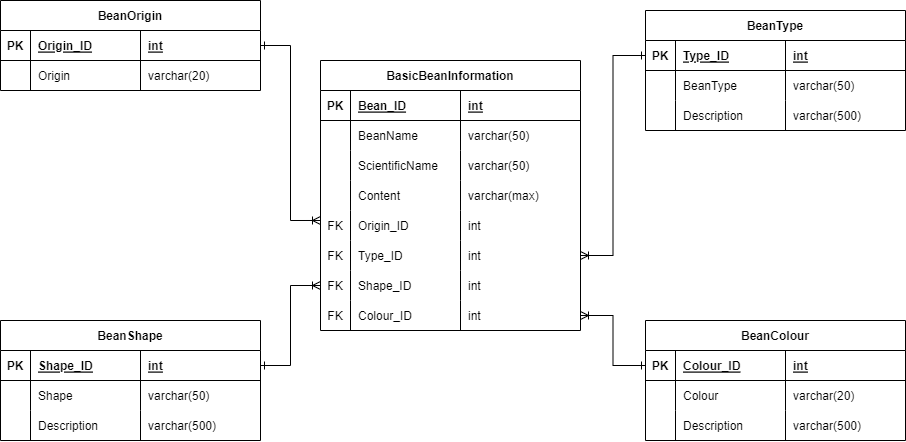 BeanOrigin
PK Origin_ID int
Origin varchar(20)
BeanType
PK Type_ID int
BeanType varchar(50)
Description varchar(500)
BasicBeanInformation
PK Bean_ID int
BeanName varchar(50)
ScientificName varchar(50)
Content varchar(max)
FK Origin_ID int
FK Type_ID int
FK Shape_ID int
FK Colour_ID int
BeanShape
PK Shape_ID int
Shape varchar(50)
Description varchar(500)
BeanColour
PK Colour_ID int
Colour varchar(20)
Description varchar(500)